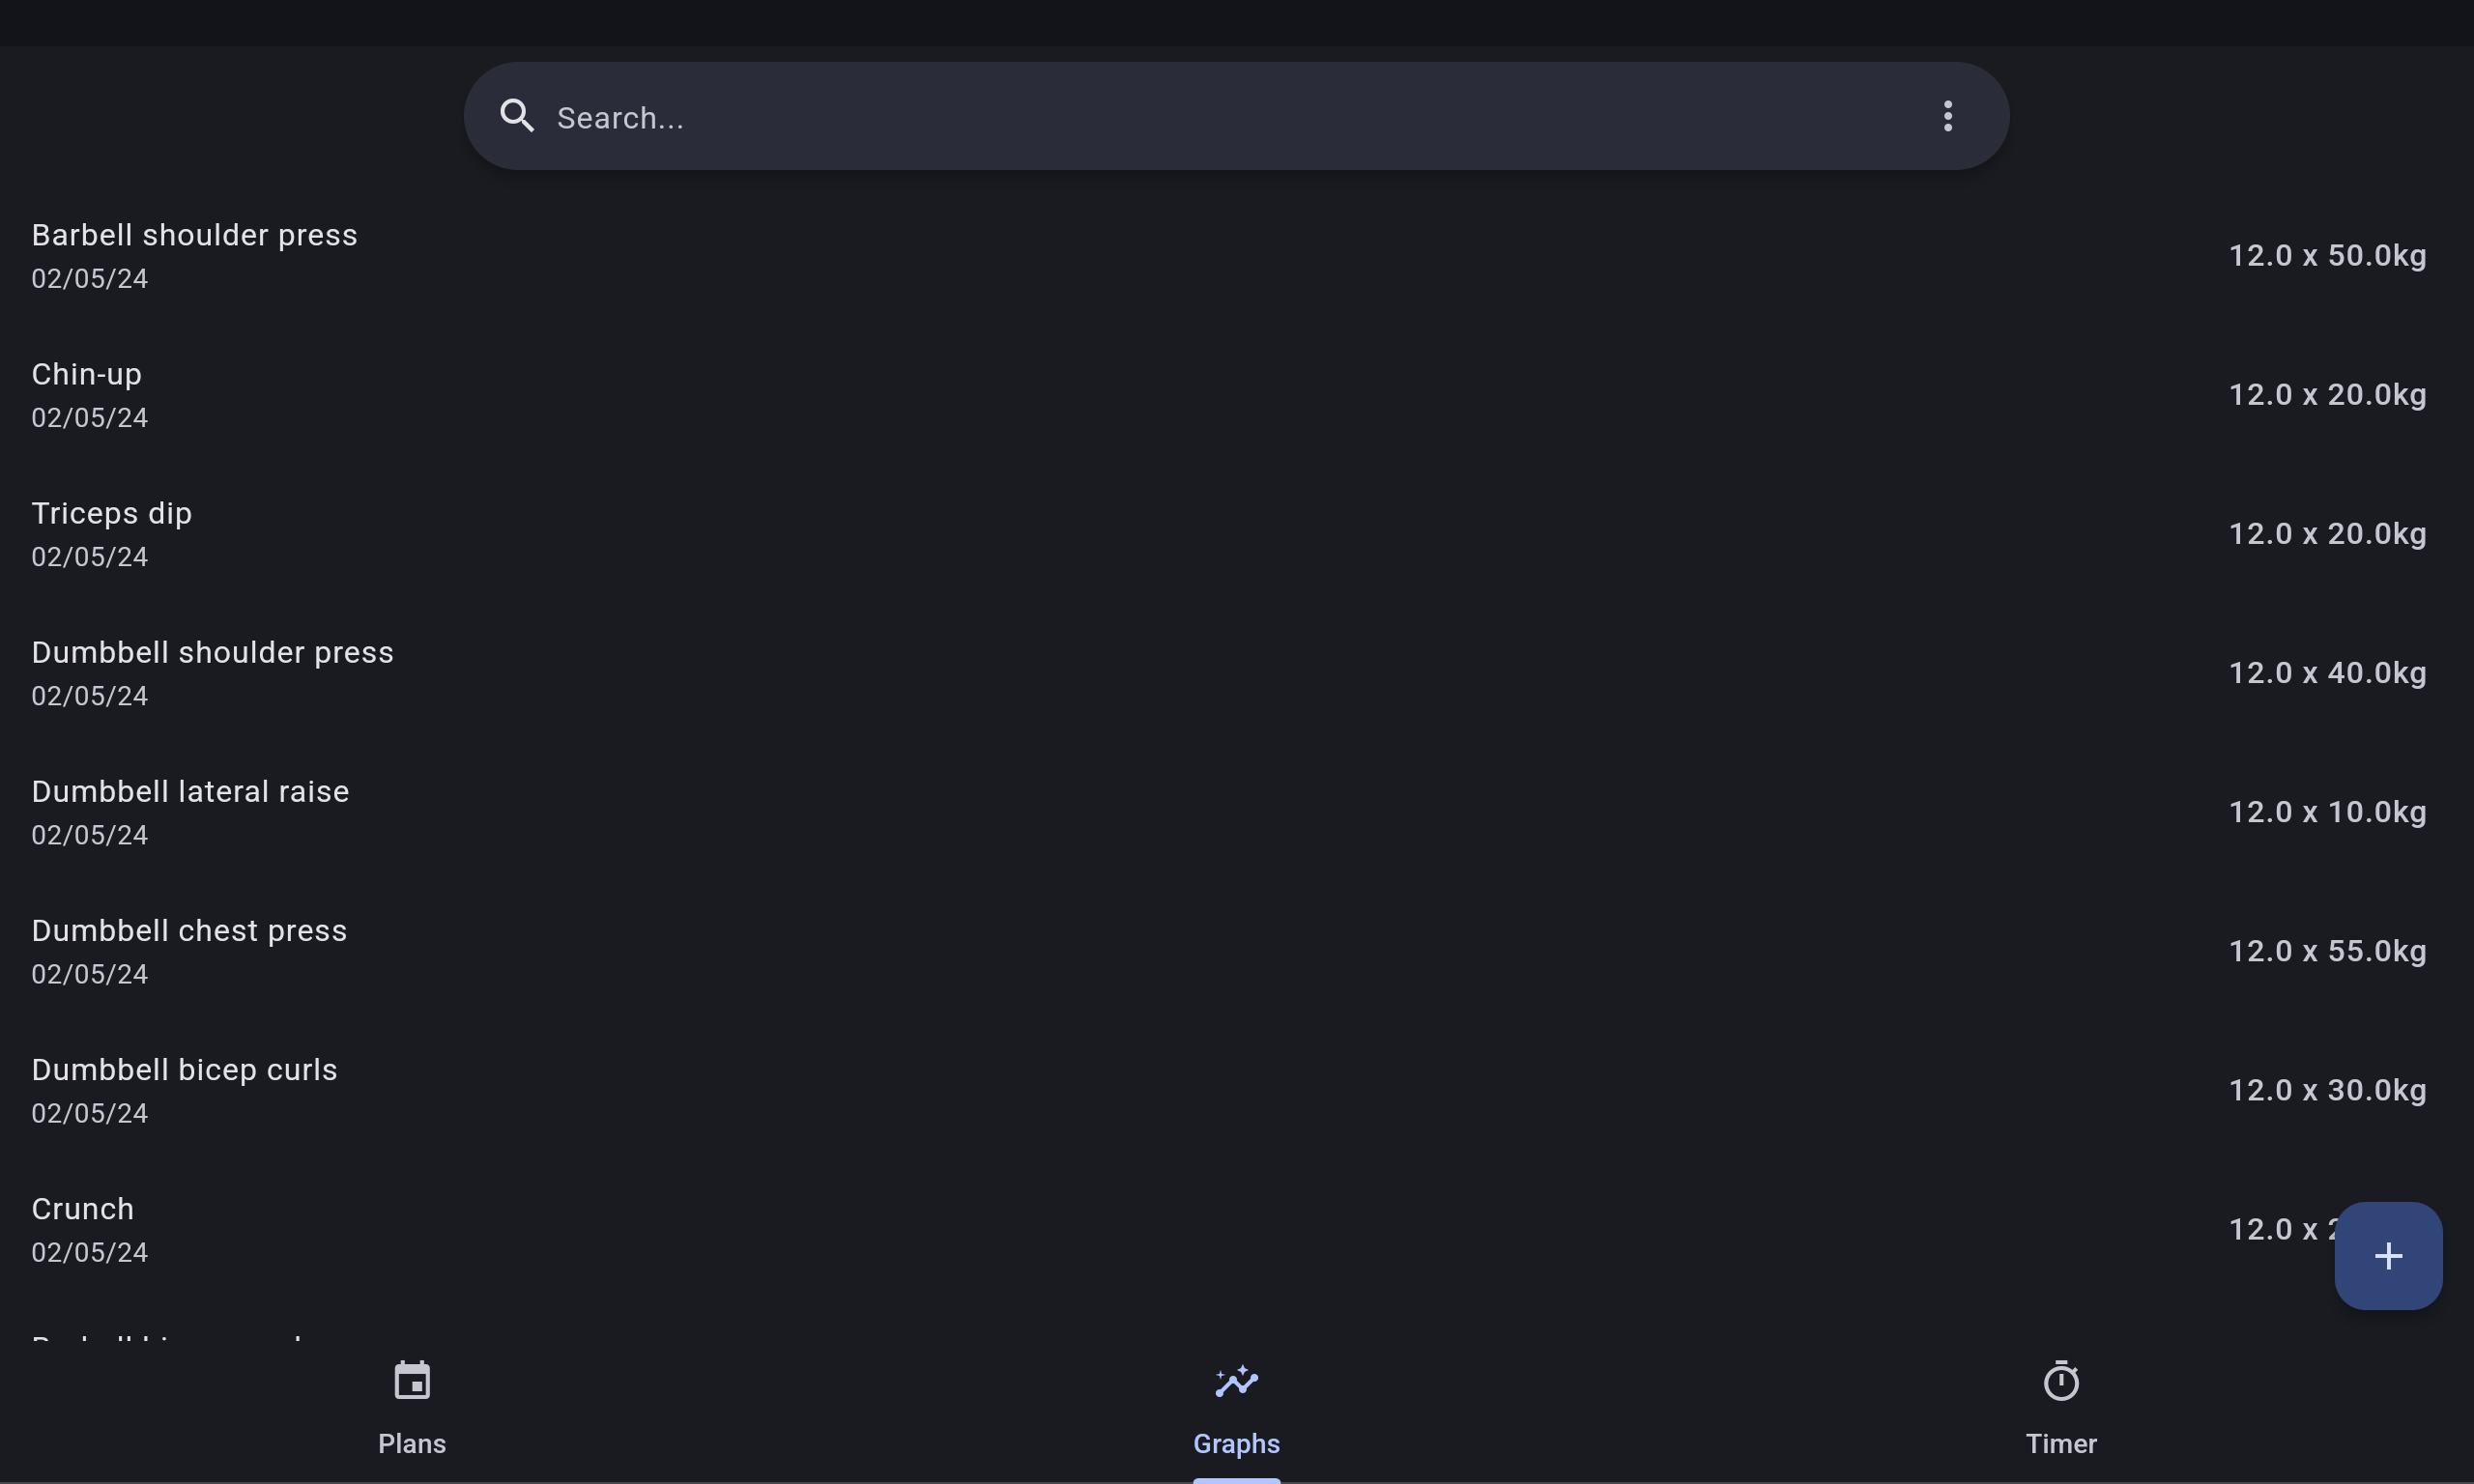 Search...
Barbell shoulder press
02/05/24
12.0 x 50.0kg
Chin-up
02/05/24
12.0 x 20.0kg
Triceps dip
02/05/24
12.0 x 20.0kg
Dumbbell shoulder press
02/05/24
12.0 x 40.0kg
Dumbbell lateral raise
02/05/24
12.0 x 10.0kg
Dumbbell chest press
02/05/24
12.0 x 55.0kg
Dumbbell bicep curls
02/05/24
12.0 x 30.0kg
Crunch
02/05/24
12.0 x
Plans
Graphs
Timer